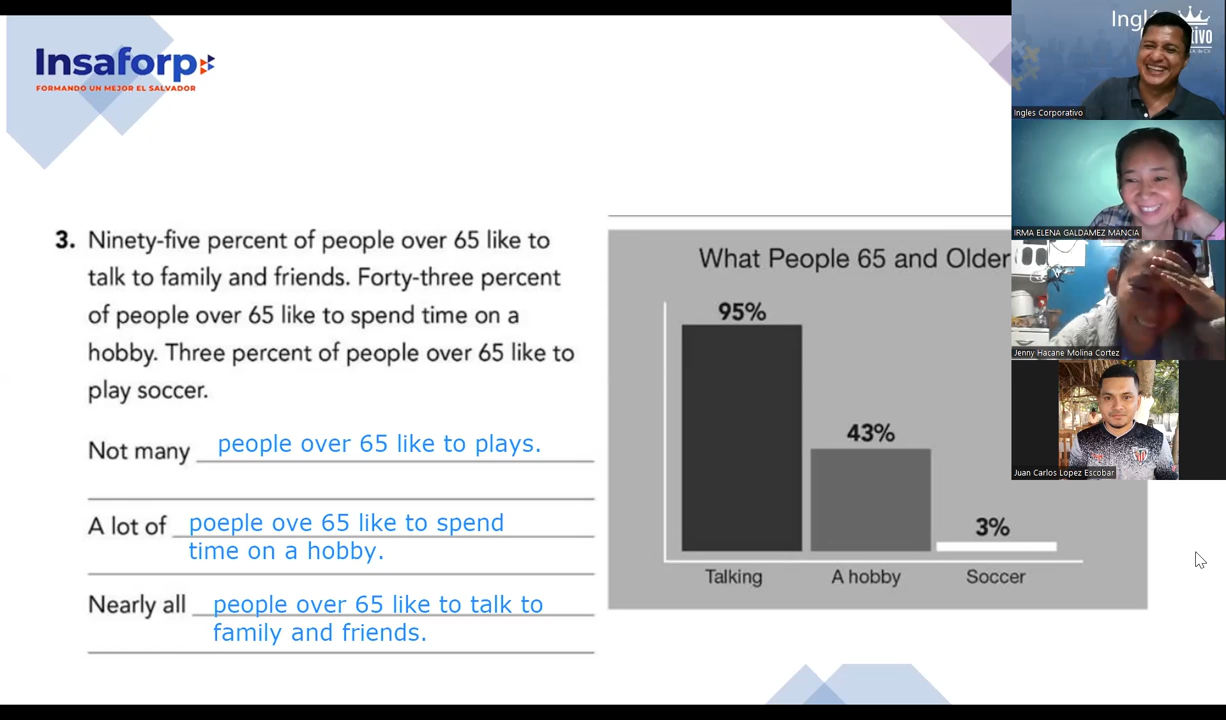 Insaforp
FORMANDO UN MEJOR EL SALVADOR
3. Ninety-five percent of people over 65 like to
talk to family and friends. Forty-three percent
of people over 65 like to spend time on a
hobby. Three percent of people over 65 like to
play soccer.
Not many people over 65 like to plays.
A lot of poeple ove 65 like to spend
time on a hobby.
Nearly all people over 65 like to talk to
family and friends.
What People 65 and Older
95%
43%
3%
Talking
A hobby
Soccer
Ingles Corporativo
IRMA ELENA GALDAMEZ MANCIA
Jenny Hacane Molina Cortez
Juan Carlos Lopez Escobar